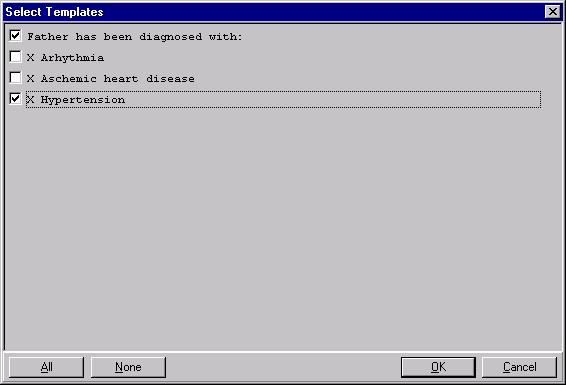 Select Templates
Father has been diagnosed with:
X Arhythmia
X Aschemic heart disease
X Hypertension
All None OK Cancel